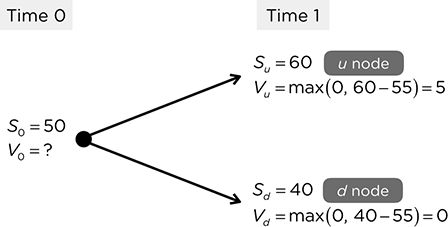 Time 0
Time 1
S_u = 60 u node
V_u = max(0, 60 – 55) = 5
S_0 = 50
V_0 = ?
S_d = 40 d node
V_d = max(0, 40 – 55) = 0